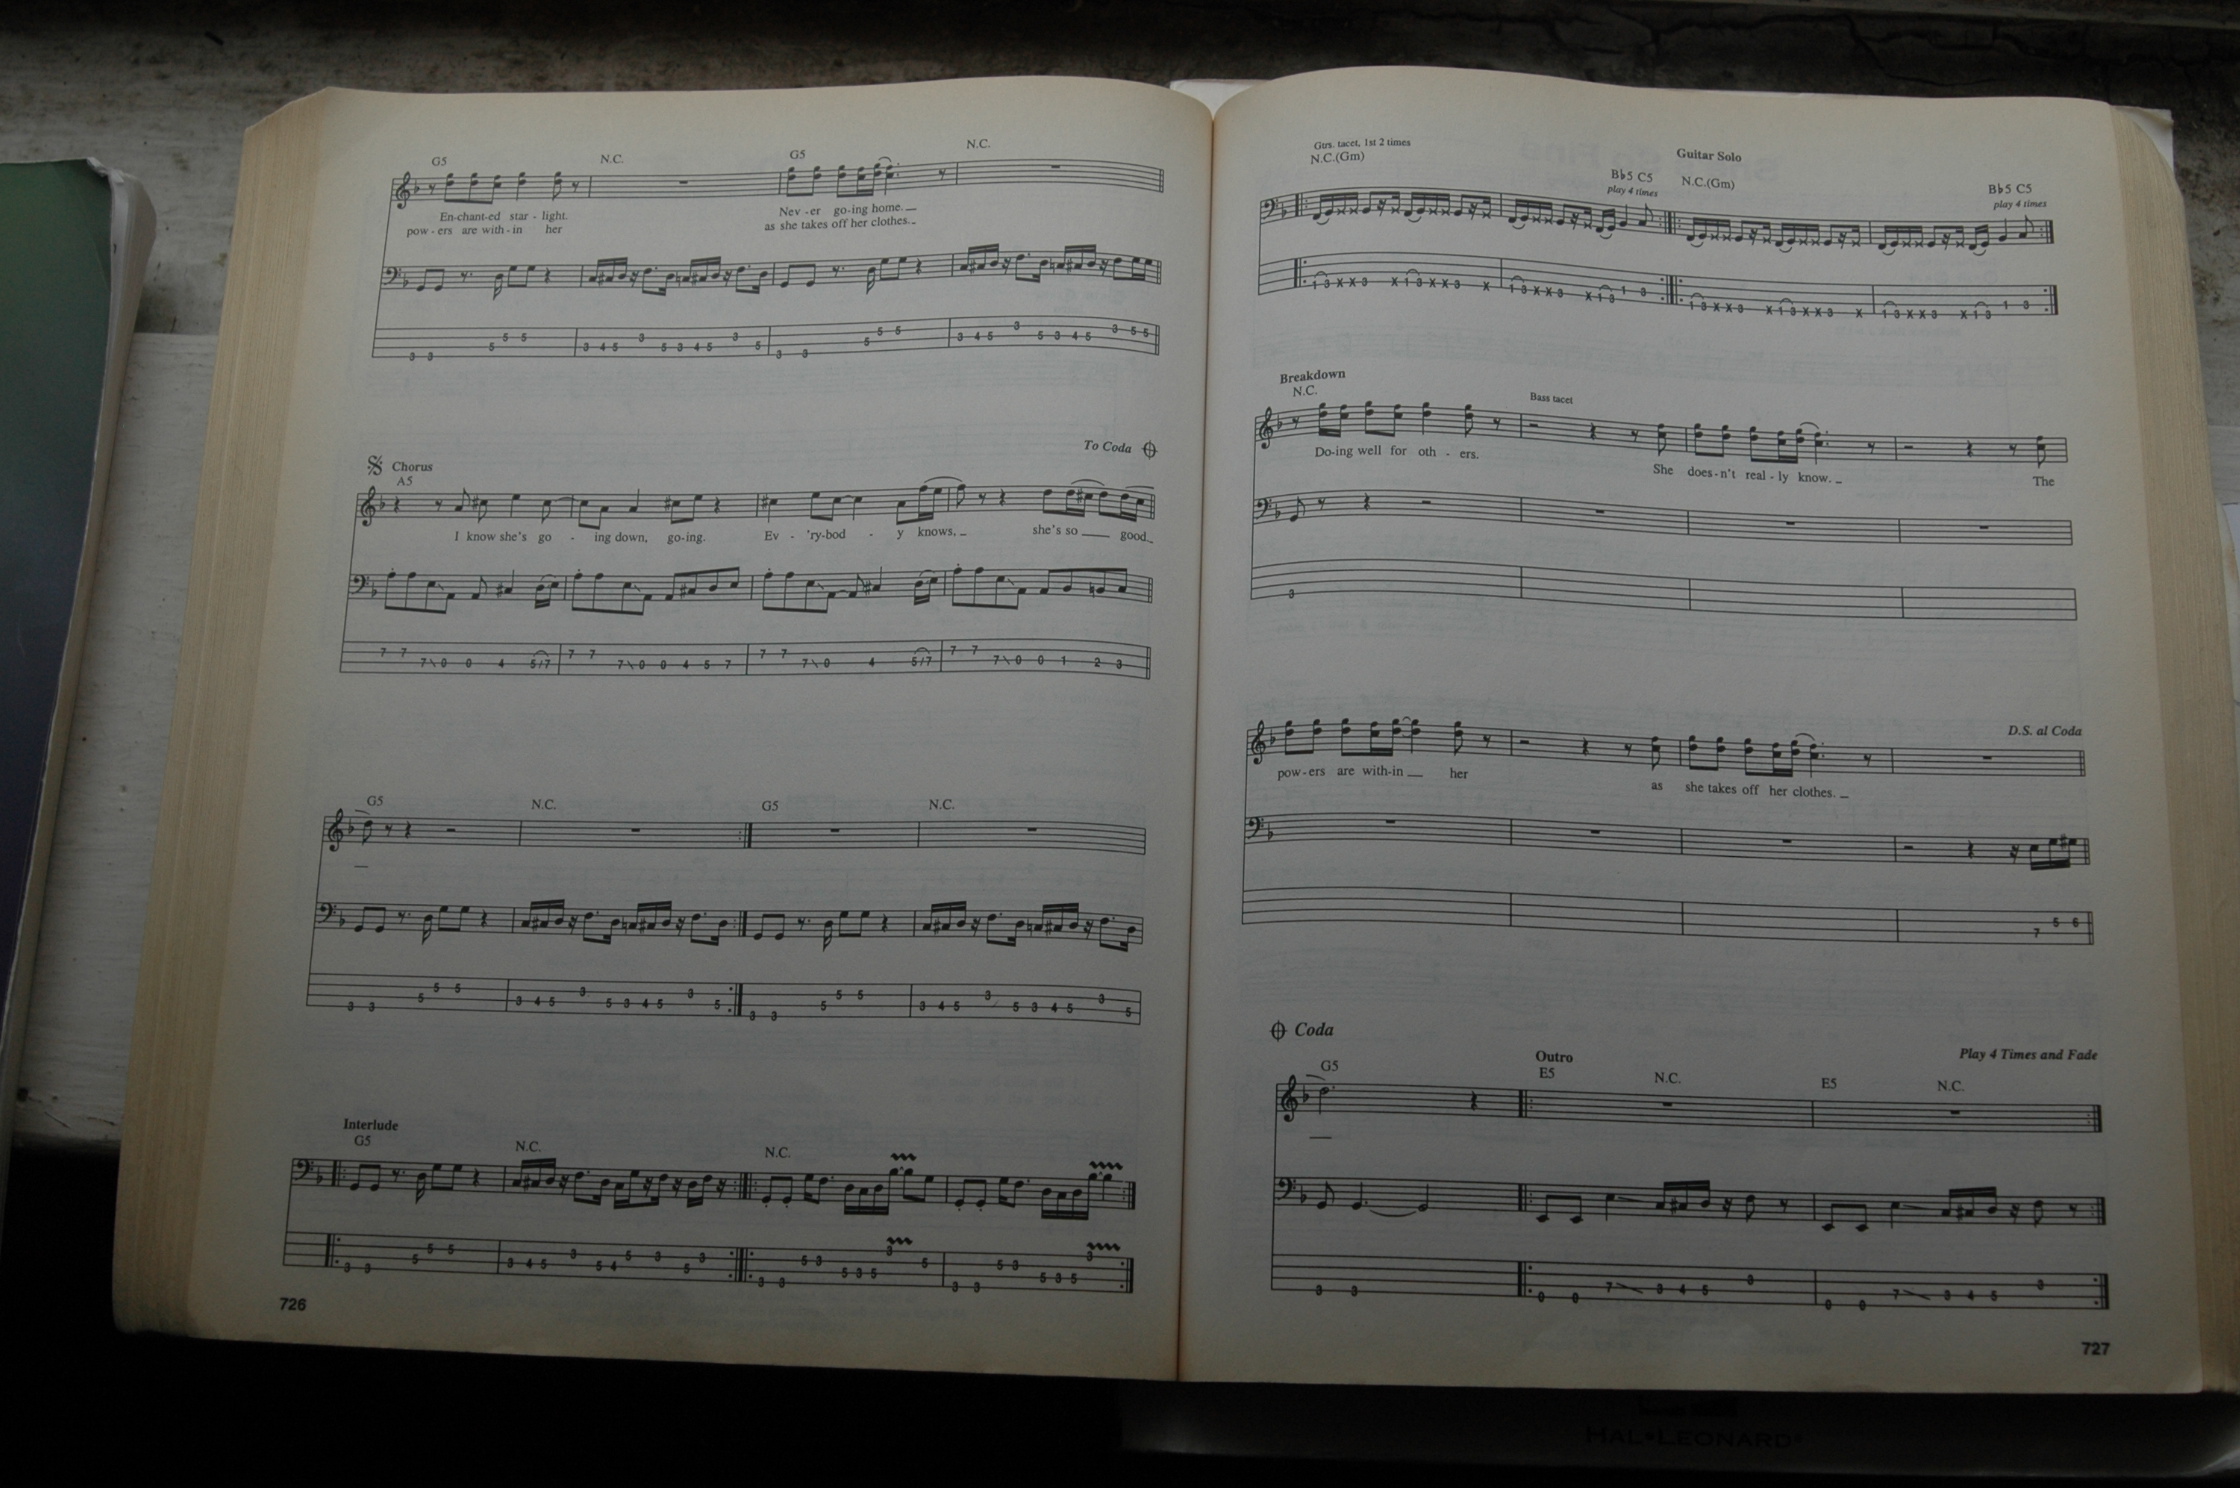 G5 N.C. G5 N.C.
En-chant-ed star - light. Nev - er go-ing home.
pow - ers are with - in her as she takes off her clothes.
3 3 5 5 5 3 4 5 3 5 3 4 5 3 5 3 3 5 5 5 3 4 5 3 5 3 4 5 3 5 5
To Coda
Chorus
A5
I know she's go - ing down, go-ing. Ev - 'ry-bod - y knows, she's so good.
7 7 7 0 0 4 5 7 7 7 7 0 0 4 5 7 7 7 7 0 4 5 7 7 7 7 0 0 1 2 3
G5 N.C. G5 N.C.
3 3 5 5 5 3 4 5 3 5 3 4 5 3 5 3 3 5 5 5 3 4 5 3 5 3 4 5 3 5
Interlude
G5 N.C. N.C.
3 3 5 5 5 3 4 5 3 5 4 5 3 5 3 3 3 5 3 5 3 5 3 5 3 3 5 3 5 3 5 3
726
Gtrs. tacet, 1st 2 times
N.C.(Gm) B♭5 C5 play 4 times
Guitar Solo
N.C.(Gm) B♭5 C5 play 4 times
1 3 x x 3 x 1 3 x x 3 x 1 3 x x 3 x 1 3 1 3 1 3 x x 3 x 1 3 x x 3 x 1 3 x x 3 x 1 3 1 3
Breakdown
N.C. Bass tacet
Do-ing well for oth - ers. She does-n't real - ly know. The
3
D.S. al Coda
pow - ers are with-in her as she takes off her clothes.
7 5 6
Coda
G5
Outro
E5 N.C. E5 N.C.
Play 4 Times and Fade
3 3 0 0 7 3 4 5 3 0 0 7 3 4 5 3
727
HAL•LEONARD®